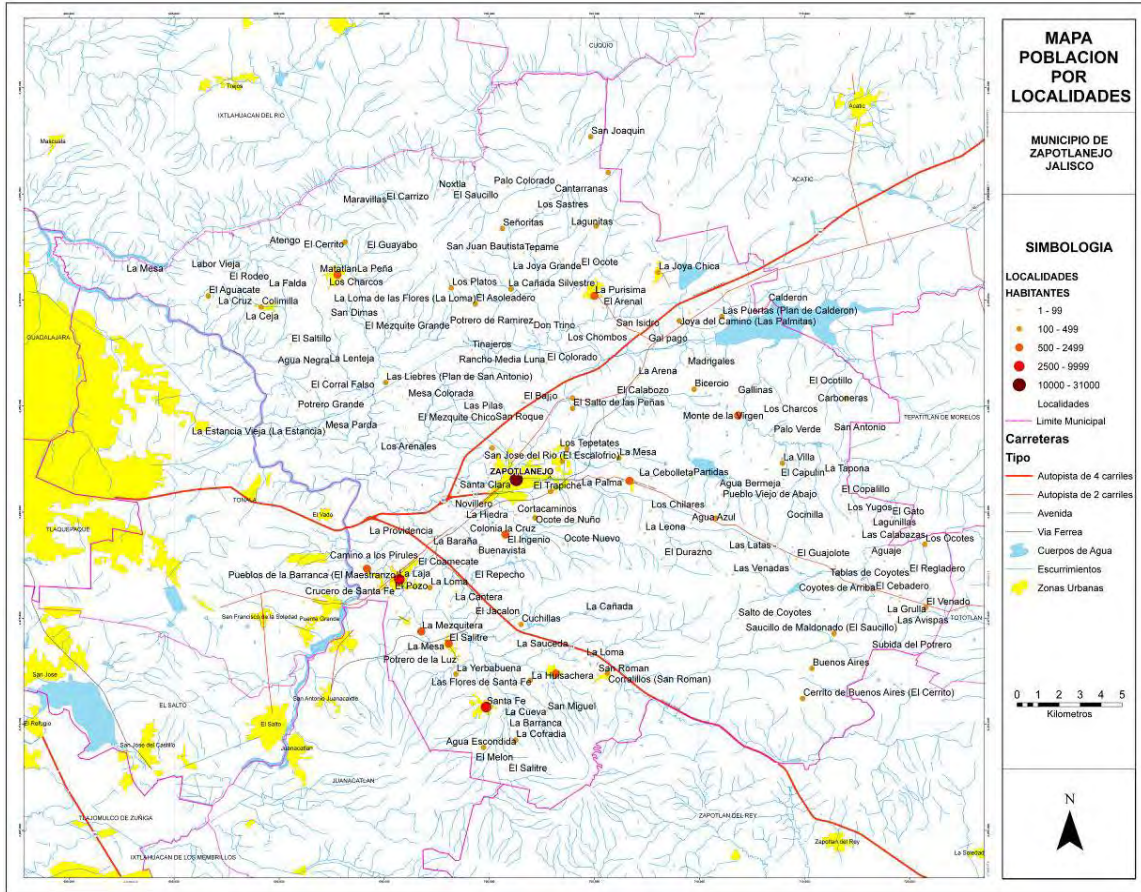 CUQUIO
Trejos
IXTLAHUACAN DEL RIO
Mascuala
Acatic
ACATIC
San Joaquin
Noxtla
Palo Colorado
Cantarranas
Maravillas
El Carrizo
El Saucillo
Los Sastres
Señoritas
Lagunitas
Atengo
El Cerrito
El Guayabo
San Juan Bautista
Tepame
La Mesa
Labor Vieja
El Rodeo
La Falda
Matatlan
La Peña
Los Charcos
La Joya Grande
El Ocote
La Joya Chica
Los Platos
La Cañada Silvestre
La Purisima
El Aguacate
La Cruz
Colimilla
La Ceja
La Loma de las Flores (La Loma)
El Asoleadero
El Arenal
Calderon
San Dimas
Potrero de Ramirez
Las Puertas (Plan de Calderon)
El Mezquite Grande
Don Trino
San Isidro
Joya del Camino (Las Palmitas)
GUADALAJARA
El Saltillo
Tinajeros
Los Chombos
Gal pago
Agua Negra
La Lenteja
Rancho Media Luna
El Colorado
Madrigales
La Arena
El Corral Falso
Las Liebres (Plan de San Antonio)
El Calabozo
Bicercio
Gallinas
El Ocotillo
Carboneras
Potrero Grande
Mesa Colorada
Las Pilas
El Bajio
El Salto de las Peñas
Los Charcos
TEPATITLAN DE MORELOS
El Mezquite Chico
San Roque
Monte de la Virgen
La Estancia Vieja (La Estancia)
Mesa Parda
Palo Verde
San Antonio
Los Arenales
Los Tepetates
San Jose del Rio (El Escalofrio)
La Mesa
La Villa
ZAPOTLANEJO
La Cebolleta
Partidas
El Capulin
La Tapona
Santa Clara
El Trapiche
La Palma
Agua Bermeja
Pueblo Viejo de Abajo
El Copalillo
TONALA
Novillero
Cortacaminos
Los Chilares
Los Yugos
El Gato
El Vado
La Hiedra
Ocote de Nuño
Agua Azul
Cocinilla
Lagunillas
TLAQUEPAQUE
La Providencia
Colonia la Cruz
La Leona
Las Calabazas
La Baraña
El Ingenio
Ocote Nuevo
Los Ocotes
Buenavista
Las Latas
El Guajolote
Aguaje
Camino a los Pirules
El Coamecate
El Durazno
Las Venadas
El Regladero
Pueblos de la Barranca (El Maestranzo)
La Laja
El Repecho
Tablas de Coyotes
Crucero de Santa Fe
El Pozo
La Loma
Coyotes de Arriba
El Cebadero
La Cantera
El Venado
San Francisco de la Soledad
Puente Grande
El Jacalon
La Cañada
Salto de Coyotes
La Grulla
TOTOTLAN
La Mezquitera
Cuchillas
Saucillo de Maldonado (El Saucillo)
Las Avispas
El Salitre
La Sauceda
Subida del Potrero
La Mesa
La Loma
Potrero de la Luz
San Jose
La Yerbabuena
San Roman
Buenos Aires
Las Flores de Santa Fe
La Huisachera
Corralillos (San Roman)
San Antonio Juanacaxtle
EL SALTO
Santa Fe
La Cueva
San Miguel
Cerrito de Buenos Aires (El Cerrito)
El Refugio
El Salto
La Barranca
San Jose del Castillo
Juanacatlan
Agua Escondida
La Cofradia
El Melon
El Salitre
JUANACATLAN
TLAJOMULCO DE ZUÑIGA
ZAPOTLAN DEL REY
Zapotlan del Rey
IXTLAHUACAN DE LOS MEMBRILLOS
La Soledad
MAPA
POBLACION
POR
LOCALIDADES
MUNICIPIO DE
ZAPOTLANEJO
JALISCO
SIMBOLOGIA
LOCALIDADES
HABITANTES
1 - 99
100 - 499
500 - 2499
2500 - 9999
10000 - 31000
Localidades
Limite Municipal
Carreteras
Tipo
Autopista de 4 carriles
Autopista de 2 carriles
Avenida
Via Ferrea
Cuerpos de Agua
Escurrimientos
Zonas Urbanas
0 1 2 3 4 5
Kilometros
N